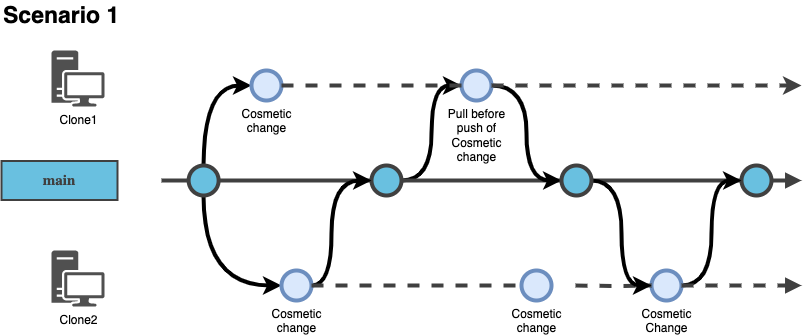 Scenario 1
Clone1
Cosmetic
change
Pull before
push of
Cosmetic
change
main
Clone2
Cosmetic
change
Cosmetic
change
Cosmetic
Change